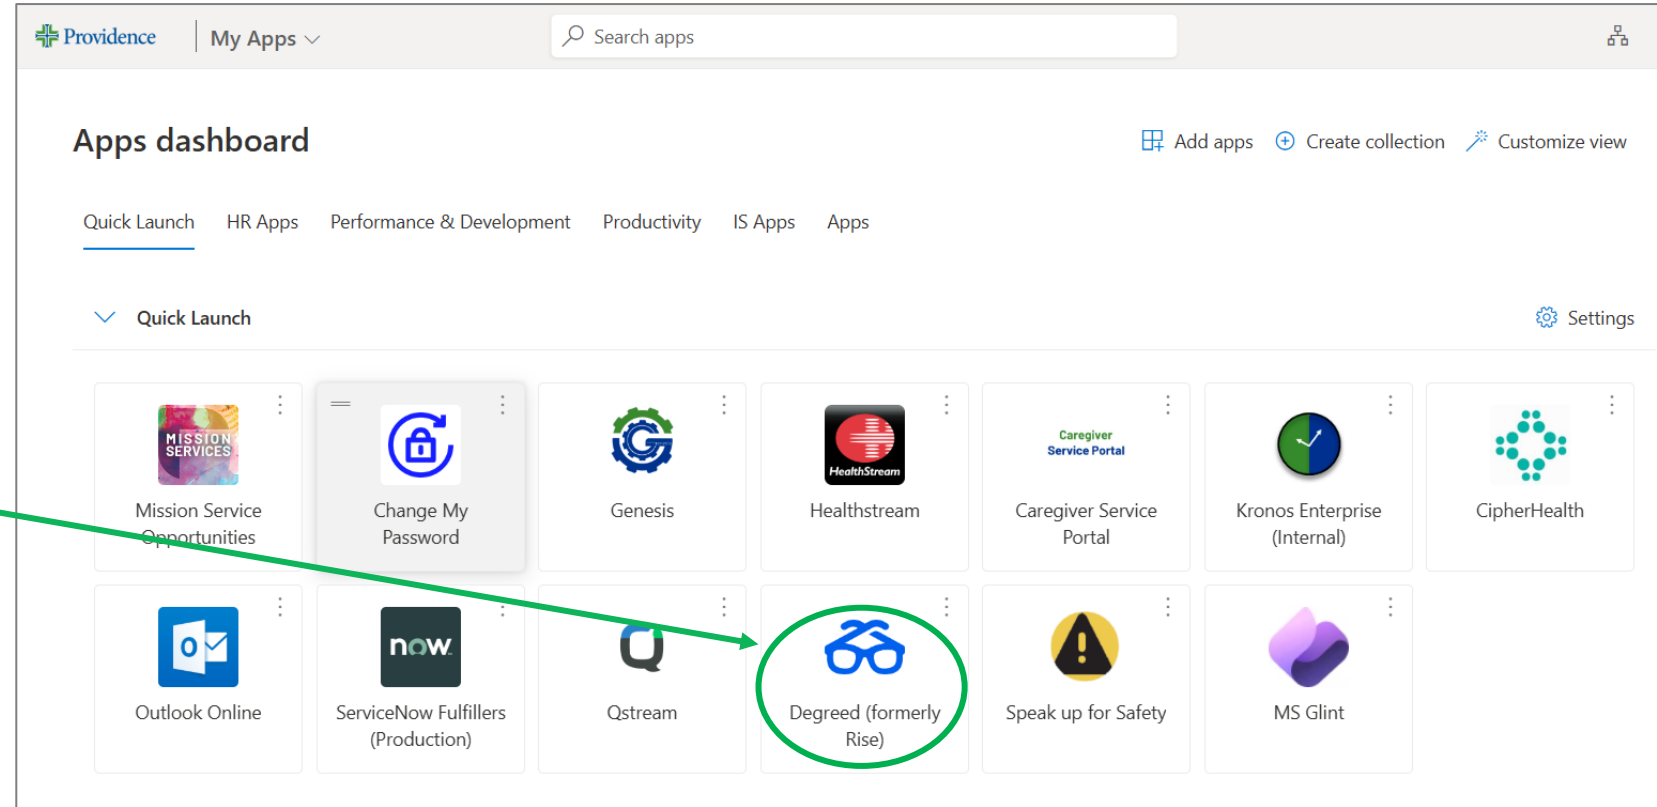 Providence
My Apps
Search apps
Apps dashboard
Add apps
Create collection
Customize view
Quick Launch
HR Apps
Performance & Development
Productivity
IS Apps
Apps
Quick Launch
Settings
MISSION
SERVICES
Mission Service
Opportunities
Change My
Password
G
Genesis
HealthStream
Healthstream
Caregiver
Service Portal
Caregiver Service
Portal
Kronos Enterprise
(Internal)
CipherHealth
o
Outlook Online
now.
ServiceNow Fulfillers
(Production)
Q
Qstream
Degreed (formerly
Rise)
Speak up for Safety
MS Glint